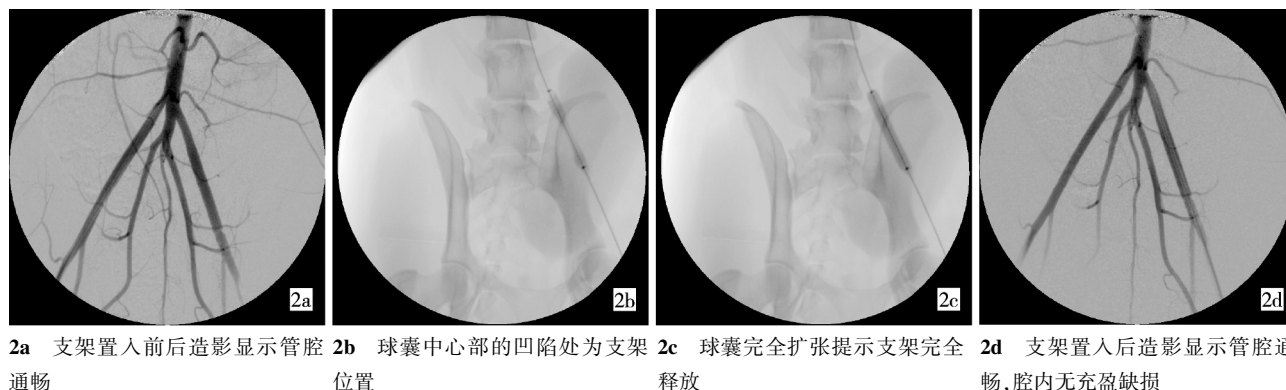 2a
2b
2c
2d
2a 支架置入前后造影显示管腔
通畅
2b 球囊中心部的凹陷处为支架
位置
2c 球囊完全扩张提示支架完全
释放
2d 支架置入后造影显示管腔通
畅,腔内无充盈缺损